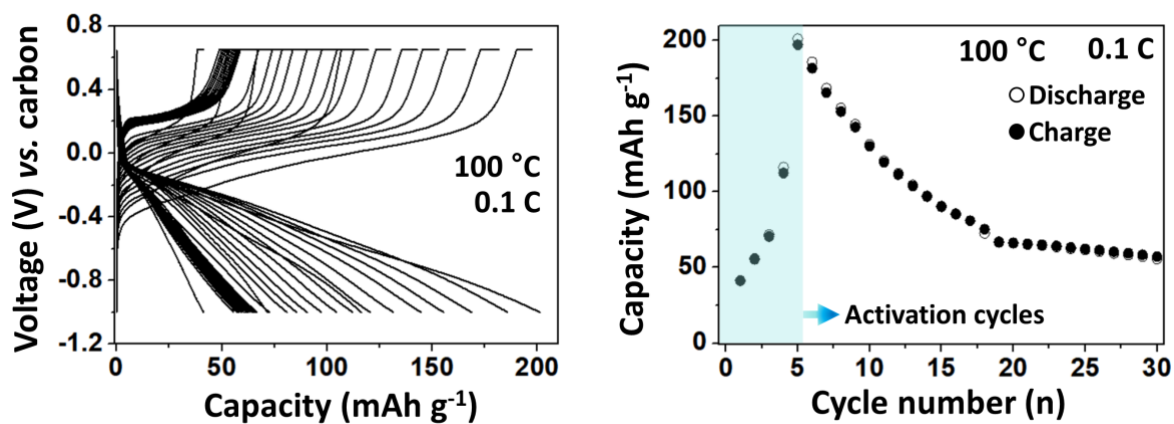 Voltage (V) vs. carbon
0.8
0.4
0.0
-0.4
-0.8
-1.2
100 °C
0.1 C
0
50
100
150
200
Capacity (mAh g-1)
Capacity (mAh g-1)
200
150
100
50
0
100 °C 0.1 C
Discharge
Charge
Activation cycles
0
5
10
15
20
25
30
Cycle number (n)